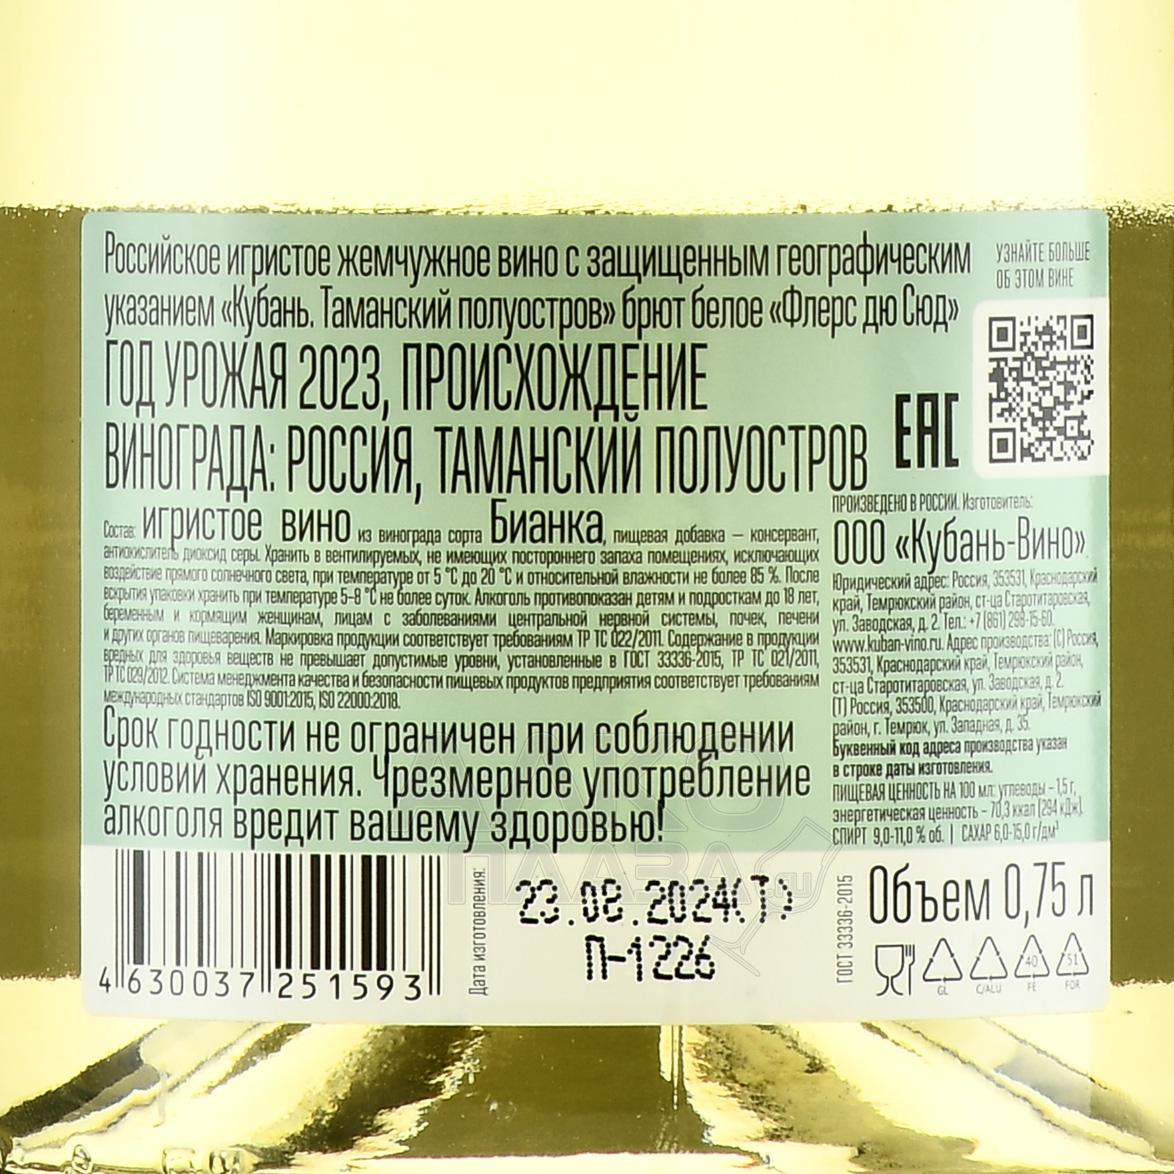 Российское игристое жемчужное вино с защищенным географическим
указанием «Кубань. Таманский полуостров» брют белое «Флерс дю Сюд»
ГОД УРОЖАЯ 2023, ПРОИСХОЖДЕНИЕ
ВИНОГРАДА: РОССИЯ, ТАМАНСКИЙ ПОЛУОСТРОВ
УЗНАЙТЕ БОЛЬШЕ
ОБ ЭТОМ ВИНЕ
ЕАС
Состав: игристое вино из винограда сорта Бианка, пищевая добавка – консервант,
антиокислитель диоксид серы. Хранить в вентилируемых, не имеющих постороннего запаха помещениях, исключающих
воздействие прямого солнечного света, при температуре от 5 °С до 20 °С и относительной влажности не более 85 %. После
вскрытия упаковки хранить при температуре 5-8 °С не более суток. Алкоголь противопоказан детям и подросткам до 18 лет,
беременным и кормящим женщинам, лицам с заболеваниями центральной нервной системы, почек, печени
и других органов пищеварения. Маркировка продукции соответствует требованиям ТР ТС 022/2011. Содержание в продукции
вредных для здоровья веществ не превышает допустимые уровни, установленные в ГОСТ 33336-2015, ТР ТС 021/2011,
ТР ТС 029/2012. Система менеджмента качества и безопасности пищевых продуктов предприятия соответствует требованиям
международных стандартов ISO 9001:2015, ISO 22000:2018.
Срок годности не ограничен при соблюдении
условий хранения. Чрезмерное употребление
алкоголя вредит вашему здоровью!
ПРОИЗВЕДЕНО В РОССИИ. Изготовитель:
ООО «Кубань-Вино».
Юридический адрес: Россия, 353531, Краснодарский
край, Темрюкский район, ст-ца Старотитаровская,
ул. Заводская, д. 2. Тел.: +7 (861) 298-15-60.
www.kuban-vino.ru. Адрес производства: (С) Россия,
353531, Краснодарский край, Темрюкский район,
ст-ца Старотитаровская, ул. Заводская, д. 2.
(Т) Россия, 353500, Краснодарский край, Темрюкский
район, г. Темрюк, ул. Западная, д. 35.
Буквенный код адреса производства указан
в строке даты изготовления.
ПИЩЕВАЯ ЦЕННОСТЬ НА 100 мл: углеводы – 1,5 г,
энергетическая ценность – 70,3 ккал (294 кДж).
СПИРТ 9,0-11,0 % об. | САХАР 6,0-15,0 г/дм³
4 630037 251593
Дата изготовления:
23.08.2024(Т)
П-1226
ГОСТ 33336-2015
Объем 0,75 л
GL
C/ALU
40
FE
51
FOR
АЛКО
ПЛАЗА.ru